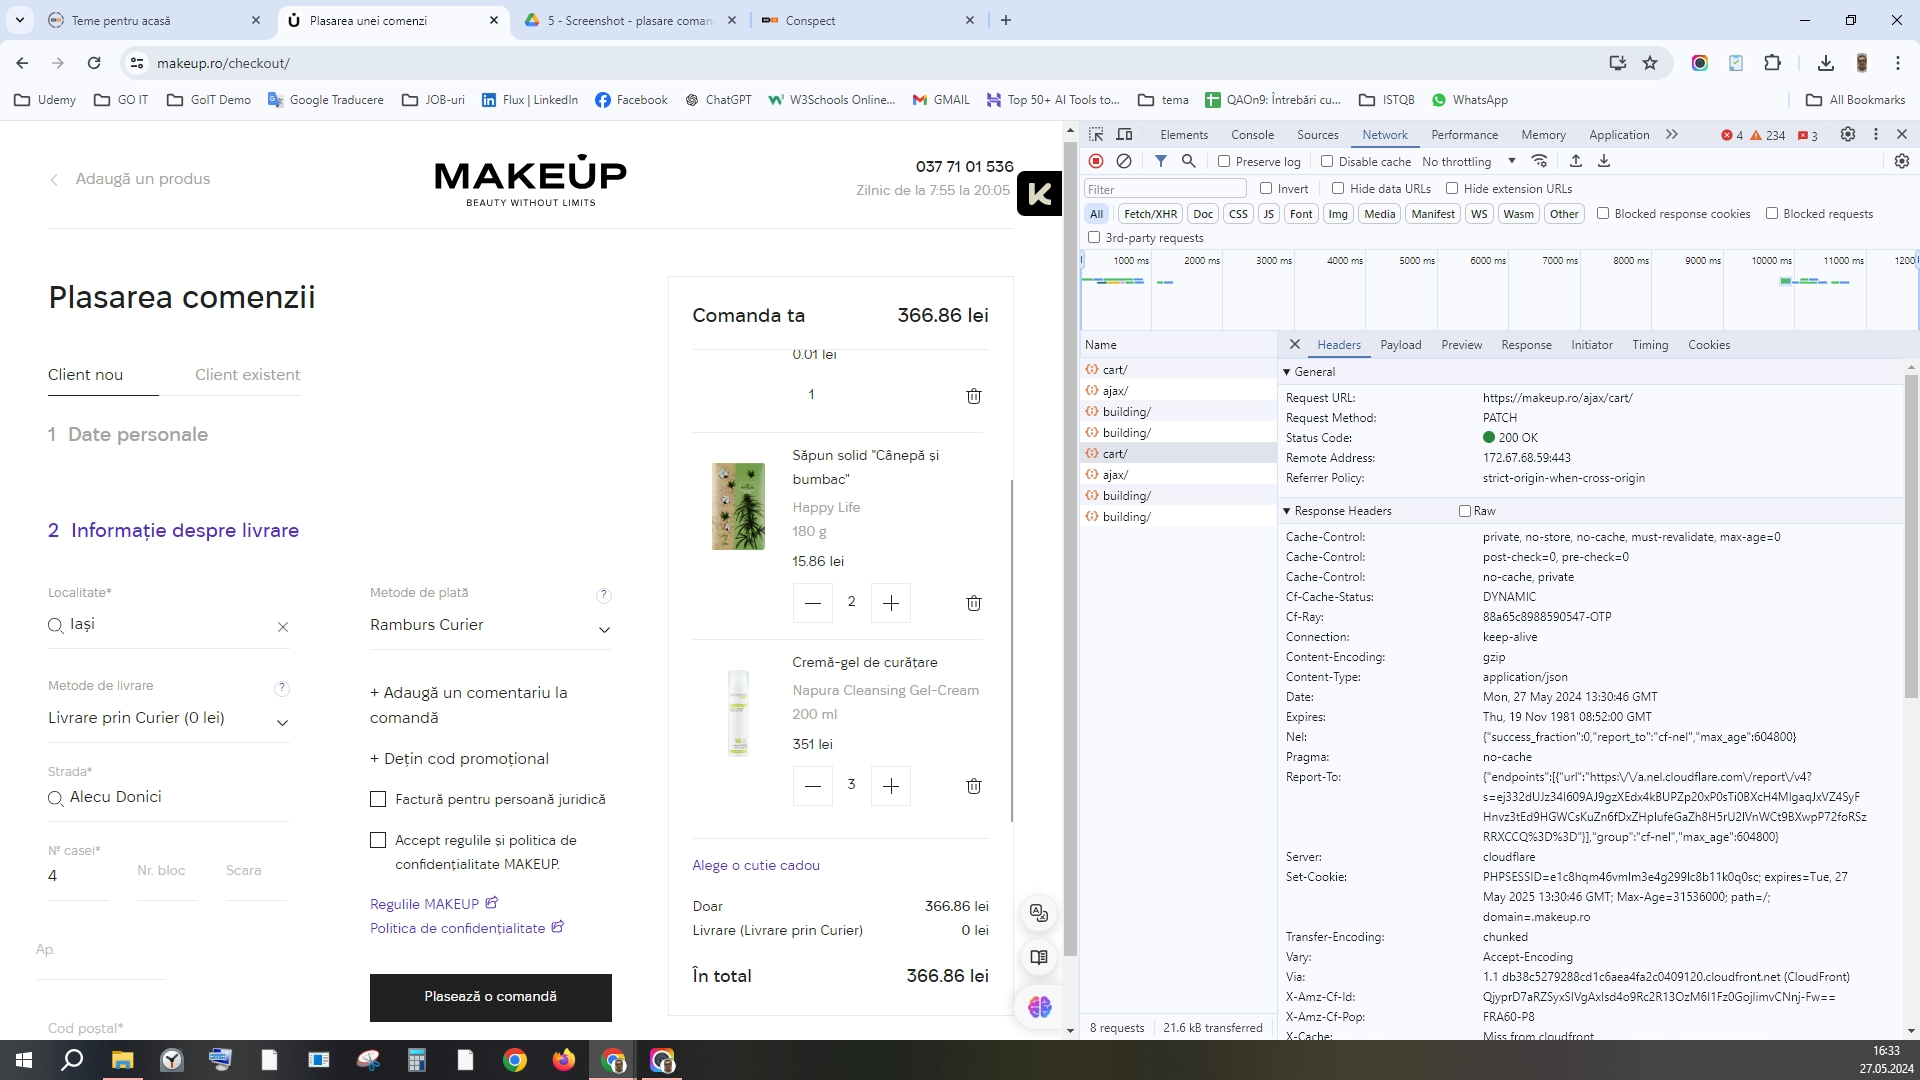 Teme pentru acasă
Plasarea unei comenzi
5 - Screenshot - plasare coman
Conspect
makeup.ro/checkout/
Udemy
GO IT
GoIT Demo
Google Traducere
JOB-uri
Flux | LinkedIn
Facebook
ChatGPT
W3Schools Online...
GMAIL
Top 50+ AI Tools to...
tema
QAOn9: Întrebări cu...
ISTQB
WhatsApp
All Bookmarks
Adaugă un produs
MAKEUP
BEAUTY WITHOUT LIMITS
037 71 01 536
Zilnic de la 7:55 la 20:05
K
Plasarea comenzii
Client nou
Client existent
1 Date personale
2 Informație despre livrare
Localitate*
Iași
Metode de livrare
?
Livrare prin Curier (0 lei)
Strada*
Alecu Donici
№ casei*
4
Nr. bloc
Scara
Ap.
Cod poștal*
Metode de plată
?
Ramburs Curier
+ Adaugă un comentariu la
comandă
+ Dețin cod promoțional
Factură pentru persoană juridică
Accept regulile și politica de
confidențialitate MAKEUP.
Regulile MAKEUP
Politica de confidențialitate
Plasează o comandă
Comanda ta
366.86 lei
0.01 lei
1
Săpun solid "Cânepă și
bumbac"
Happy Life
180 g
15.86 lei
2
Cremă-gel de curățare
Napura Cleansing Gel-Cream
200 ml
351 lei
3
Alege o cutie cadou
Doar
366.86 lei
Livrare (Livrare prin Curier)
0 lei
În total
366.86 lei
Elements
Console
Sources
Network
Performance
Memory
Application
4
234
3
Preserve log
Disable cache
No throttling
Filter
Invert
Hide data URLs
Hide extension URLs
All
Fetch/XHR
Doc
CSS
JS
Font
Img
Media
Manifest
WS
Wasm
Other
Blocked response cookies
Blocked requests
3rd-party requests
1000 ms
2000 ms
3000 ms
4000 ms
5000 ms
6000 ms
7000 ms
8000 ms
9000 ms
10000 ms
11000 ms
1200
Name
cart/
ajax/
building/
building/
cart/
ajax/
building/
building/
8 requests
21.6 kB transferred
Headers
Payload
Preview
Response
Initiator
Timing
Cookies
General
Request URL: https://makeup.ro/ajax/cart/
Request Method: PATCH
Status Code: 200 OK
Remote Address: 172.67.68.59:443
Referrer Policy: strict-origin-when-cross-origin
Response Headers
Raw
Cache-Control: private, no-store, no-cache, must-revalidate, max-age=0
Cache-Control: post-check=0, pre-check=0
Cache-Control: no-cache, private
Cf-Cache-Status: DYNAMIC
Cf-Ray: 88a65c8988590547-OTP
Connection: keep-alive
Content-Encoding: gzip
Content-Type: application/json
Date: Mon, 27 May 2024 13:30:46 GMT
Expires: Thu, 19 Nov 1981 08:52:00 GMT
Nel: {"success_fraction":0,"report_to":"cf-nel","max_age":604800}
Pragma: no-cache
Report-To: {"endpoints":[{"url":"https:\/\/a.nel.cloudflare.com\/report\/v4?
RRXCCQ%3D%3D"}],"group":"cf-nel","max_age":604800}
Server: cloudflare
Set-Cookie: PHPSESSID=e1c8hqm46vmlm3e4g299lc8b11k0q0sc; expires=Tue, 27
May 2025 13:30:46 GMT; Max-Age=31536000; path=/;
domain=.makeup.ro
Transfer-Encoding: chunked
Vary: Accept-Encoding
Via: 1.1 db38c5279288cd1c6aea4fa2c0409120.cloudfront.net (CloudFront)
X-Amz-Cf-Id: QjyprD7aRZSyxSIVgAxlsd4o9Rc2R13OzM6I1Fz0GojlimvCNnj-Fw==
X-Amz-Cf-Pop: FRA60-P8
X-Cache: Miss from cloudfront
16:33
27.05.2024